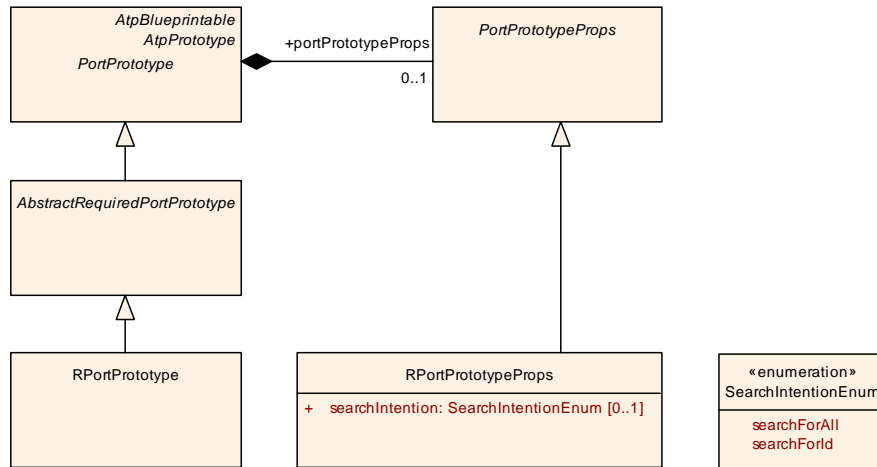 AtpBlueprintable
AtpPrototype
PortPrototype
+portPrototypeProps
0..1
PortPrototypeProps
AbstractRequiredPortPrototype
RPortPrototype
RPortPrototypeProps
+ searchIntention: SearchIntentionEnum [0..1]
«enumeration»
SearchIntentionEnum
searchForAll
searchForId